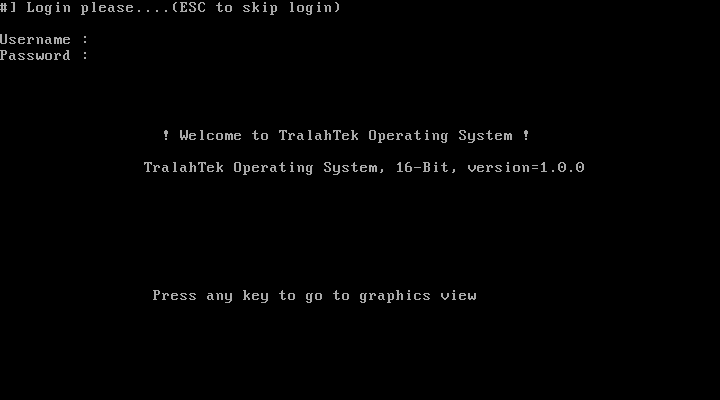 #] Login please....(ESC to skip login)
Username :
Password :
! Welcome to TralahTek Operating System !
TralahTek Operating System, 16-Bit, version=1.0.0
Press any key to go to graphics view